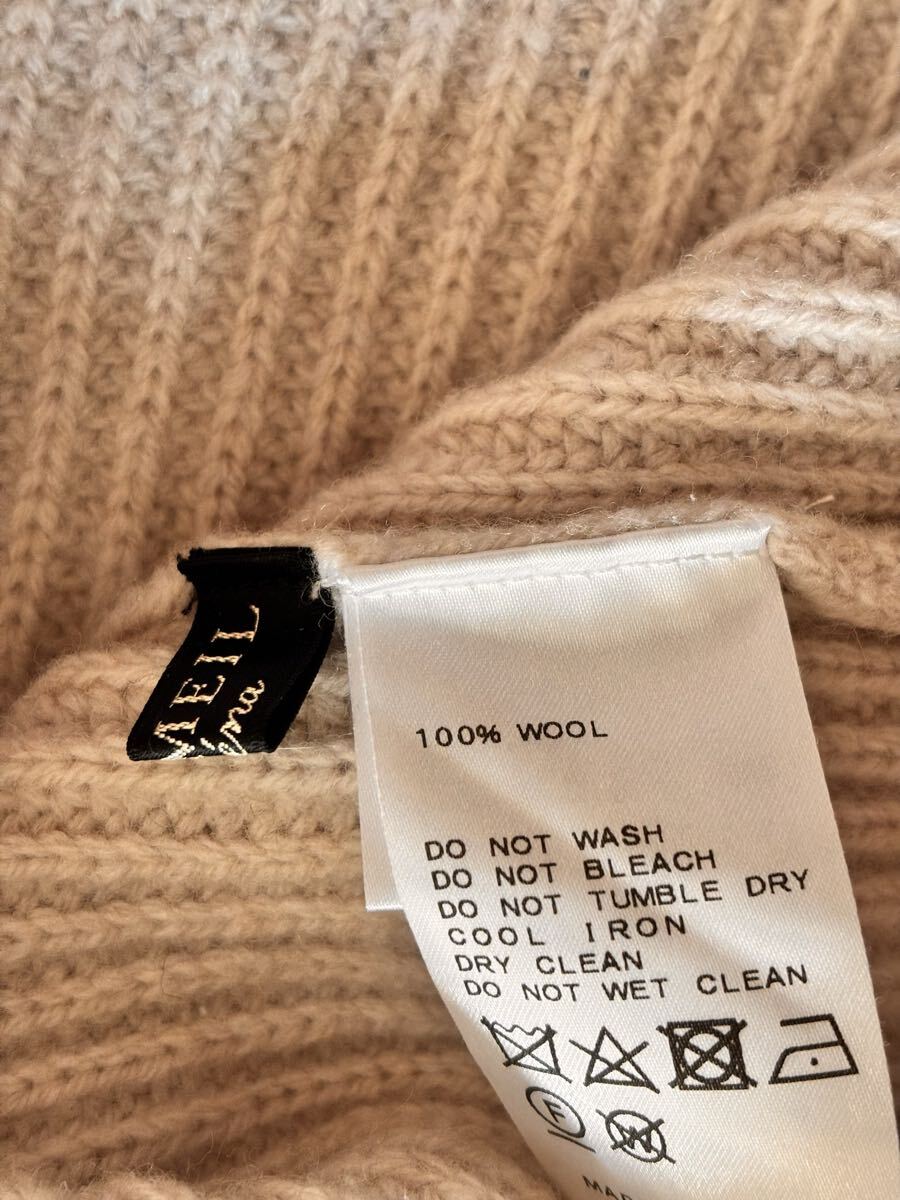 100% WOOL
DO NOT WASH
DO NOT BLEACH
DO NOT TUMBLE DRY
COOL IRON
DRY CLEAN
DO NOT WET CLEAN
F
W